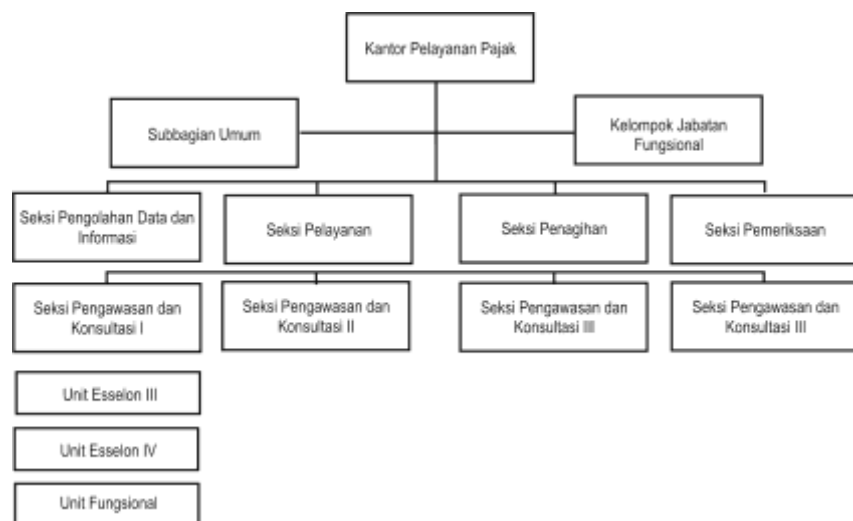 Kantor Pelayanan Pajak
Subbagian Umum
Kelompok Jabatan
Fungsional
Seksi Pengolahan Data dan
Informasi
Seksi Pelayanan
Seksi Penagihan
Seksi Pemeriksaan
Seksi Pengawasan dan
Konsultasi I
Seksi Pengawasan dan
Konsultasi II
Seksi Pengawasan dan
Konsultasi III
Seksi Pengawasan dan
Konsultasi III
Unit Esselon III
Unit Esselon IV
Unit Fungsional